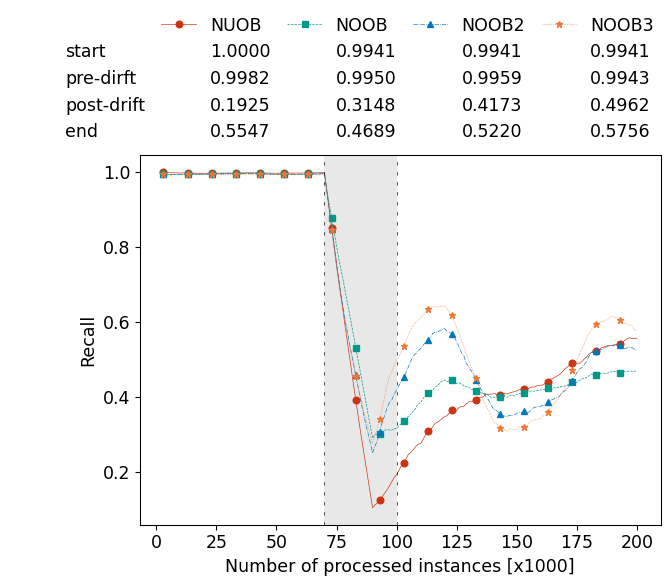 NUOB NOOB NOOB2 NOOB3
start 1.0000 0.9941 0.9941 0.9941
pre-dirft 0.9982 0.9950 0.9959 0.9943
post-drift 0.1925 0.3148 0.4173 0.4962
end 0.5547 0.4689 0.5220 0.5756
1.0
0.8
0.6
0.4
0.2
Recall
0 25 50 75 100 125 150 175 200
Number of processed instances [x1000]